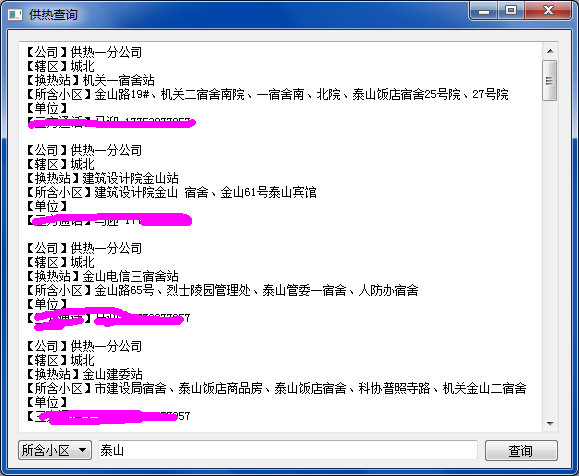 供热查询
【公司】供热一分公司
【辖区】城北
【换热站】机关一宿舍站
【所含小区】金山路19#、机关二宿舍南院、一宿舍南、北院、泰山饭店宿舍25号院、27号院
【单位】
【公司】供热一分公司
【辖区】城北
【换热站】建筑设计院金山站
【所含小区】建筑设计院金山 宿舍、金山61号泰山宾馆
【单位】
【公司】供热一分公司
【辖区】城北
【换热站】金山电信三宿舍站
【所含小区】金山路65号、烈士陵园管理处、泰山管委一宿舍、人防办宿舍
【单位】
【公司】供热一分公司
【辖区】城北
【换热站】金山建委站
【所含小区】市建设局宿舍、泰山饭店商品房、泰山饭店宿舍、科协普照寺路、机关金山二宿舍
【单位】
所含小区 泰山 查询